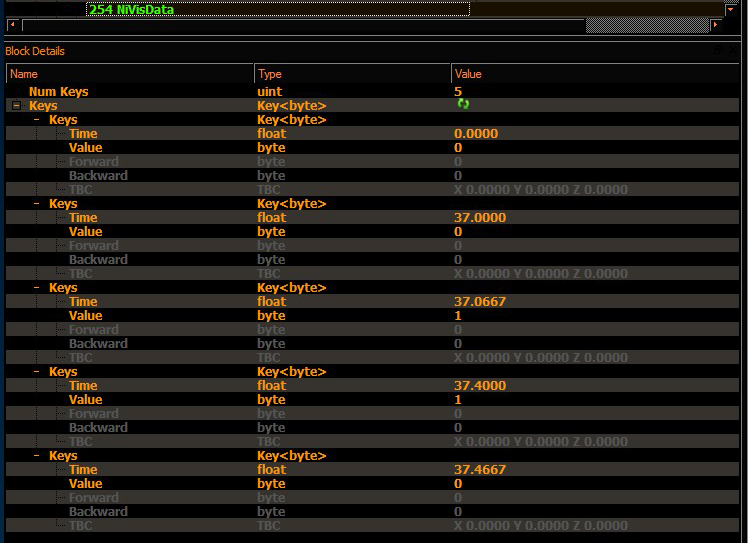 254 NiVisData
Block Details
Name Type Value
Num Keys uint 5
Keys Key<byte>
Keys Key<byte>
Time float 0.0000
Value byte 0
Forward byte 0
Backward byte 0
TBC TBC X 0.0000 Y 0.0000 Z 0.0000
Keys Key<byte>
Time float 37.0000
Value byte 0
Forward byte 0
Backward byte 0
TBC TBC X 0.0000 Y 0.0000 Z 0.0000
Keys Key<byte>
Time float 37.0667
Value byte 1
Forward byte 0
Backward byte 0
TBC TBC X 0.0000 Y 0.0000 Z 0.0000
Keys Key<byte>
Time float 37.4000
Value byte 1
Forward byte 0
Backward byte 0
TBC TBC X 0.0000 Y 0.0000 Z 0.0000
Keys Key<byte>
Time float 37.4667
Value byte 0
Forward byte 0
Backward byte 0
TBC TBC X 0.0000 Y 0.0000 Z 0.0000